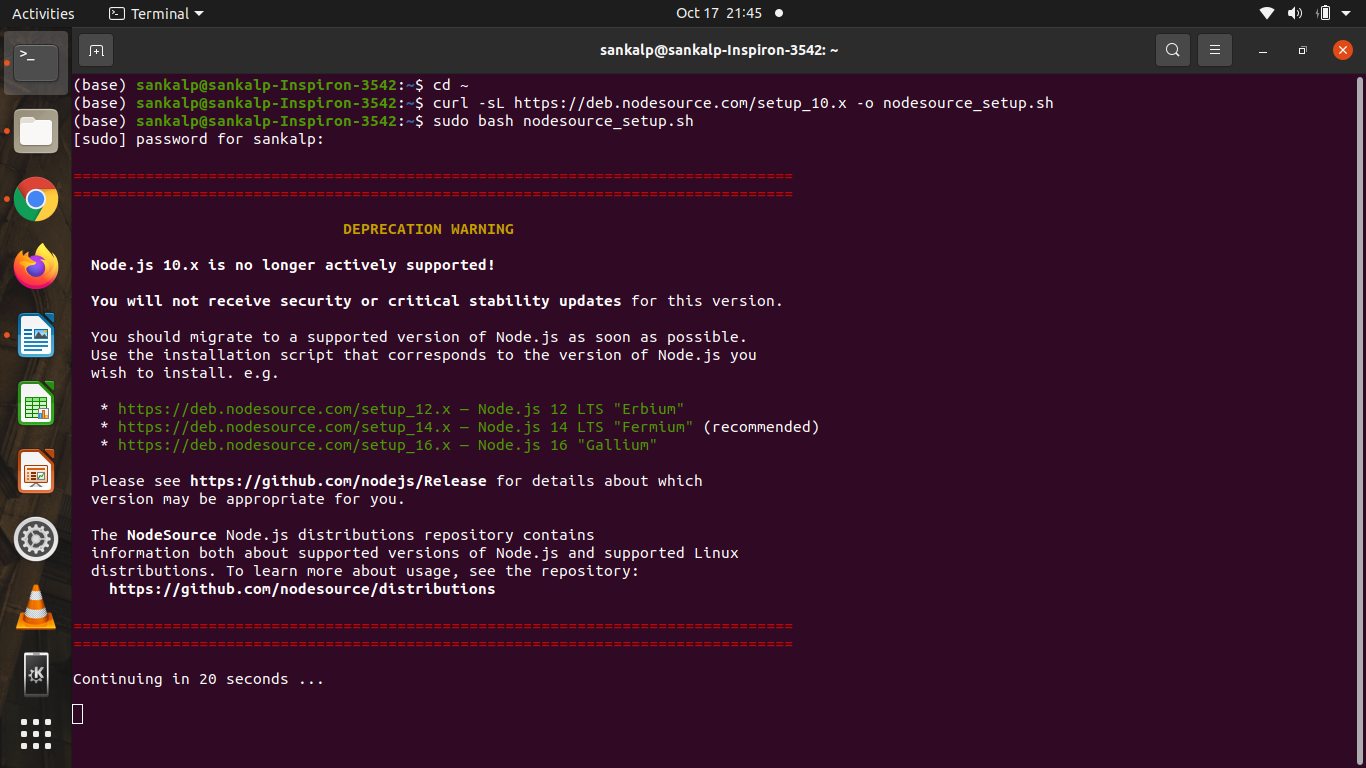 Activities
Terminal
Oct 17 21:45
sankalp@sankalp-Inspiron-3542: ~
(base) sankalp@sankalp-Inspiron-3542:~$ cd ~
(base) sankalp@sankalp-Inspiron-3542:~$ curl -sL https://deb.nodesource.com/setup_10.x -o nodesource_setup.sh
(base) sankalp@sankalp-Inspiron-3542:~$ sudo bash nodesource_setup.sh
[sudo] password for sankalp:
================================================================================
================================================================================
DEPRECATION WARNING
Node.js 10.x is no longer actively supported!
You will not receive security or critical stability updates for this version.
You should migrate to a supported version of Node.js as soon as possible.
Use the installation script that corresponds to the version of Node.js you
wish to install. e.g.
* https://deb.nodesource.com/setup_12.x — Node.js 12 LTS "Erbium"
* https://deb.nodesource.com/setup_14.x — Node.js 14 LTS "Fermium" (recommended)
* https://deb.nodesource.com/setup_16.x — Node.js 16 "Gallium"
Please see https://github.com/nodejs/Release for details about which
version may be appropriate for you.
The NodeSource Node.js distributions repository contains
information both about supported versions of Node.js and supported Linux
distributions. To learn more about usage, see the repository:
https://github.com/nodesource/distributions
================================================================================
================================================================================
Continuing in 20 seconds ...